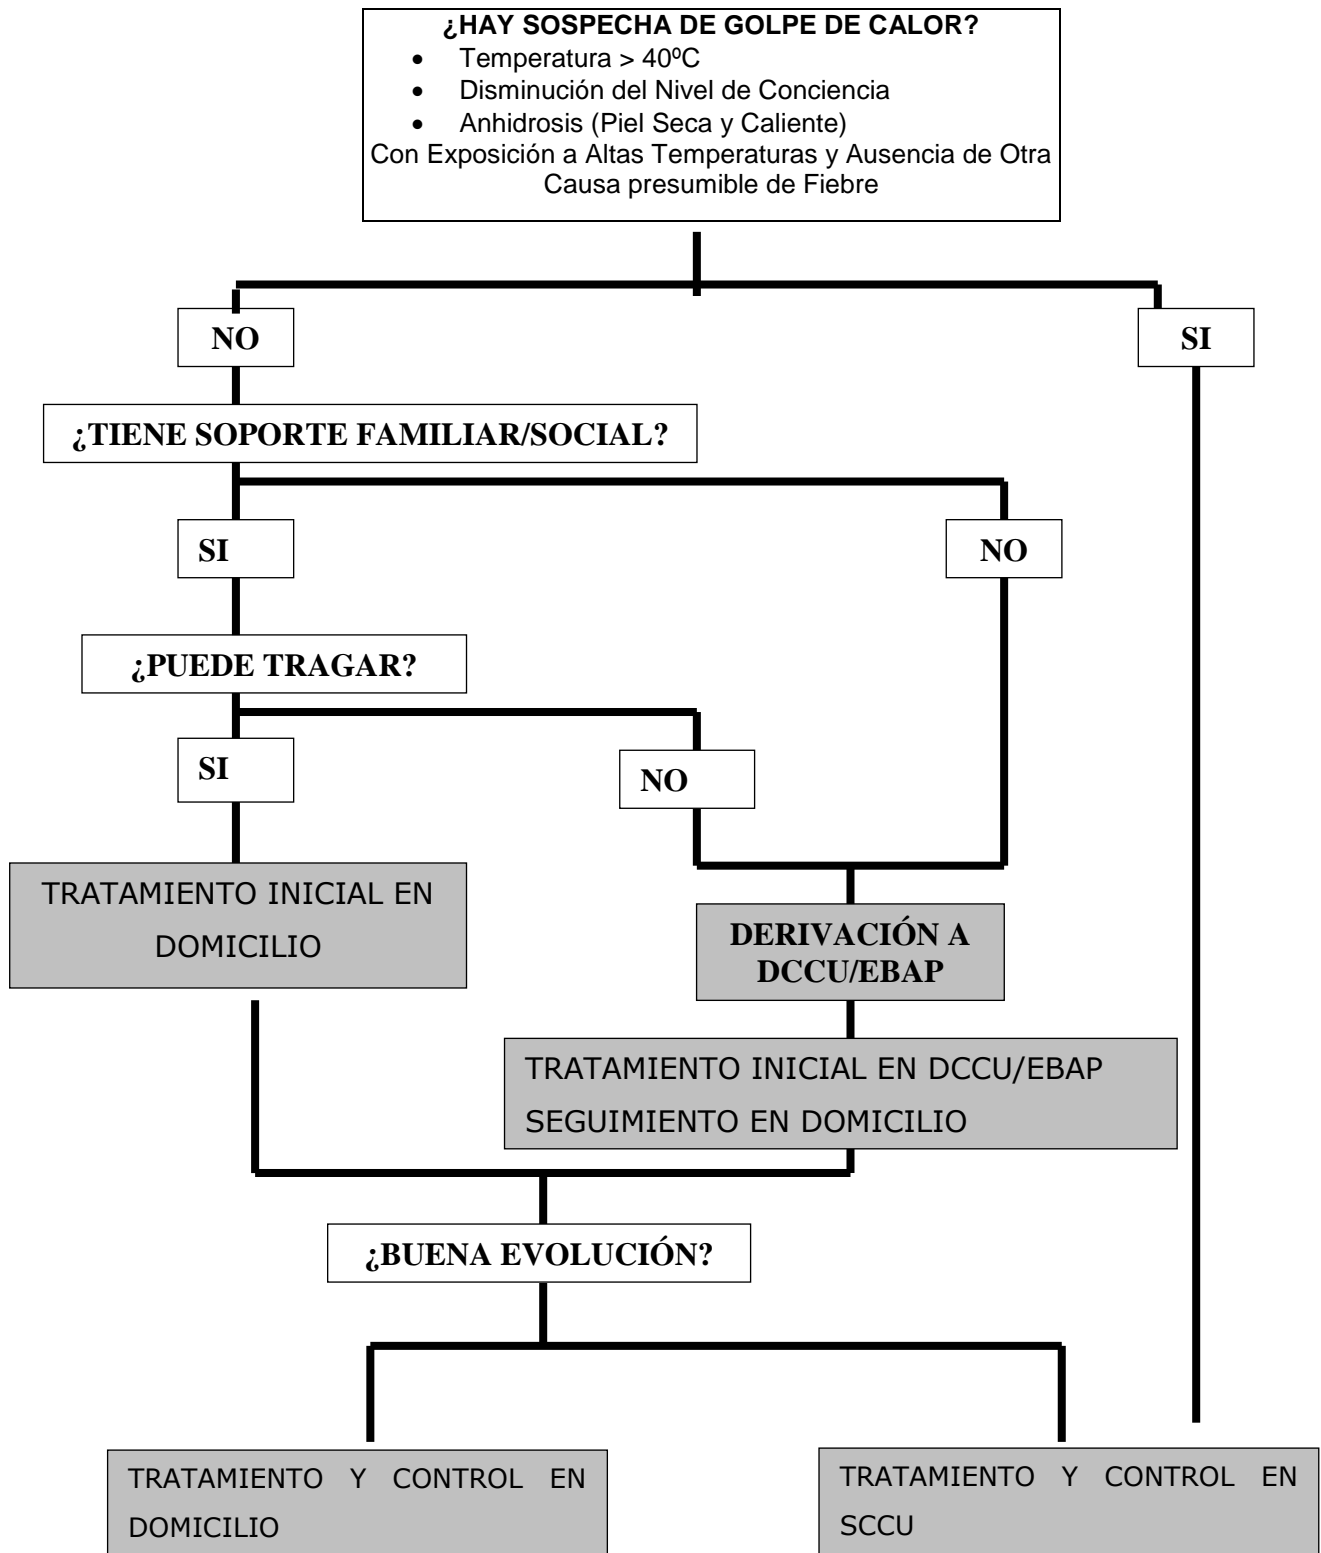 ¿HAY SOSPECHA DE GOLPE DE CALOR?
• Temperatura > 40ºC
• Disminución del Nivel de Conciencia
• Anhidrosis (Piel Seca y Caliente)
Con Exposición a Altas Temperaturas y Ausencia de Otra
Causa presumible de Fiebre
NO
SI
¿TIENE SOPORTE FAMILIAR/SOCIAL?
SI
NO
¿PUEDE TRAGAR?
SI
NO
TRATAMIENTO INICIAL EN
DOMICILIO
DERIVACIÓN A
DCCU/EBAP
TRATAMIENTO INICIAL EN DCCU/EBAP
SEGUIMIENTO EN DOMICILIO
¿BUENA EVOLUCIÓN?
TRATAMIENTO Y CONTROL EN
DOMICILIO
TRATAMIENTO Y CONTROL EN
SCCU